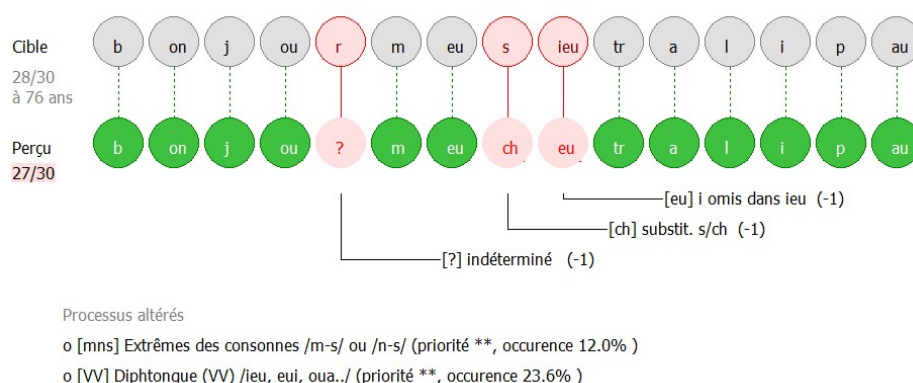 Cible b on j ou r m eu s ieu tr a l i p au
28/30
à 76 ans
Perçu b on j ou ? m eu ch eu tr a l i p au
27/30
[eu] i omis dans ieu (-1)
[ch] substit. s/ch (-1)
[?] indéterminé (-1)
Processus altérés
o [mns] Extrêmes des consonnes /m-s/ ou /n-s/ (priorité **, occurence 12.0% )
o [VV] Diphtongue (VV) /ieu, eui, oua../ (priorité **, occurence 23.6% )